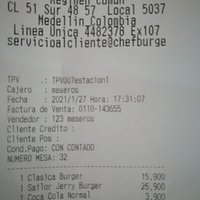 Regimen Comun
CL 51 Sur 48 57 Local 5037
Medellin Colombia
Linea Unica 4482378 Ex107
servicioalcliente@chefburge
TPV : TPV007estacion1
Cajero : meseros
Fecha : 2021/1/27 Hora: 17:31:07
Factura de Venta: 0110-143655
Vendedor : 123 meseros
Cliente Credito :
Cliente Pos :
Cond.Pago: CON CONTADO
NUMERO MESA: 32
1 Clasica Burger 15,900
1 Sailor Jerry Burger 26,900
1 Coca Cola Normal 3,900